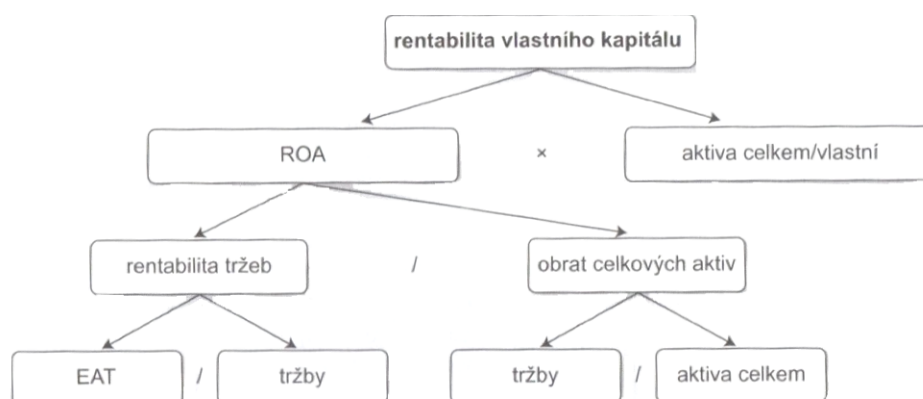 rentabilita vlastního kapitálu
ROA × aktiva celkem/vlastní
rentabilita tržeb / obrat celkových aktiv
EAT / tržby tržby / aktiva celkem